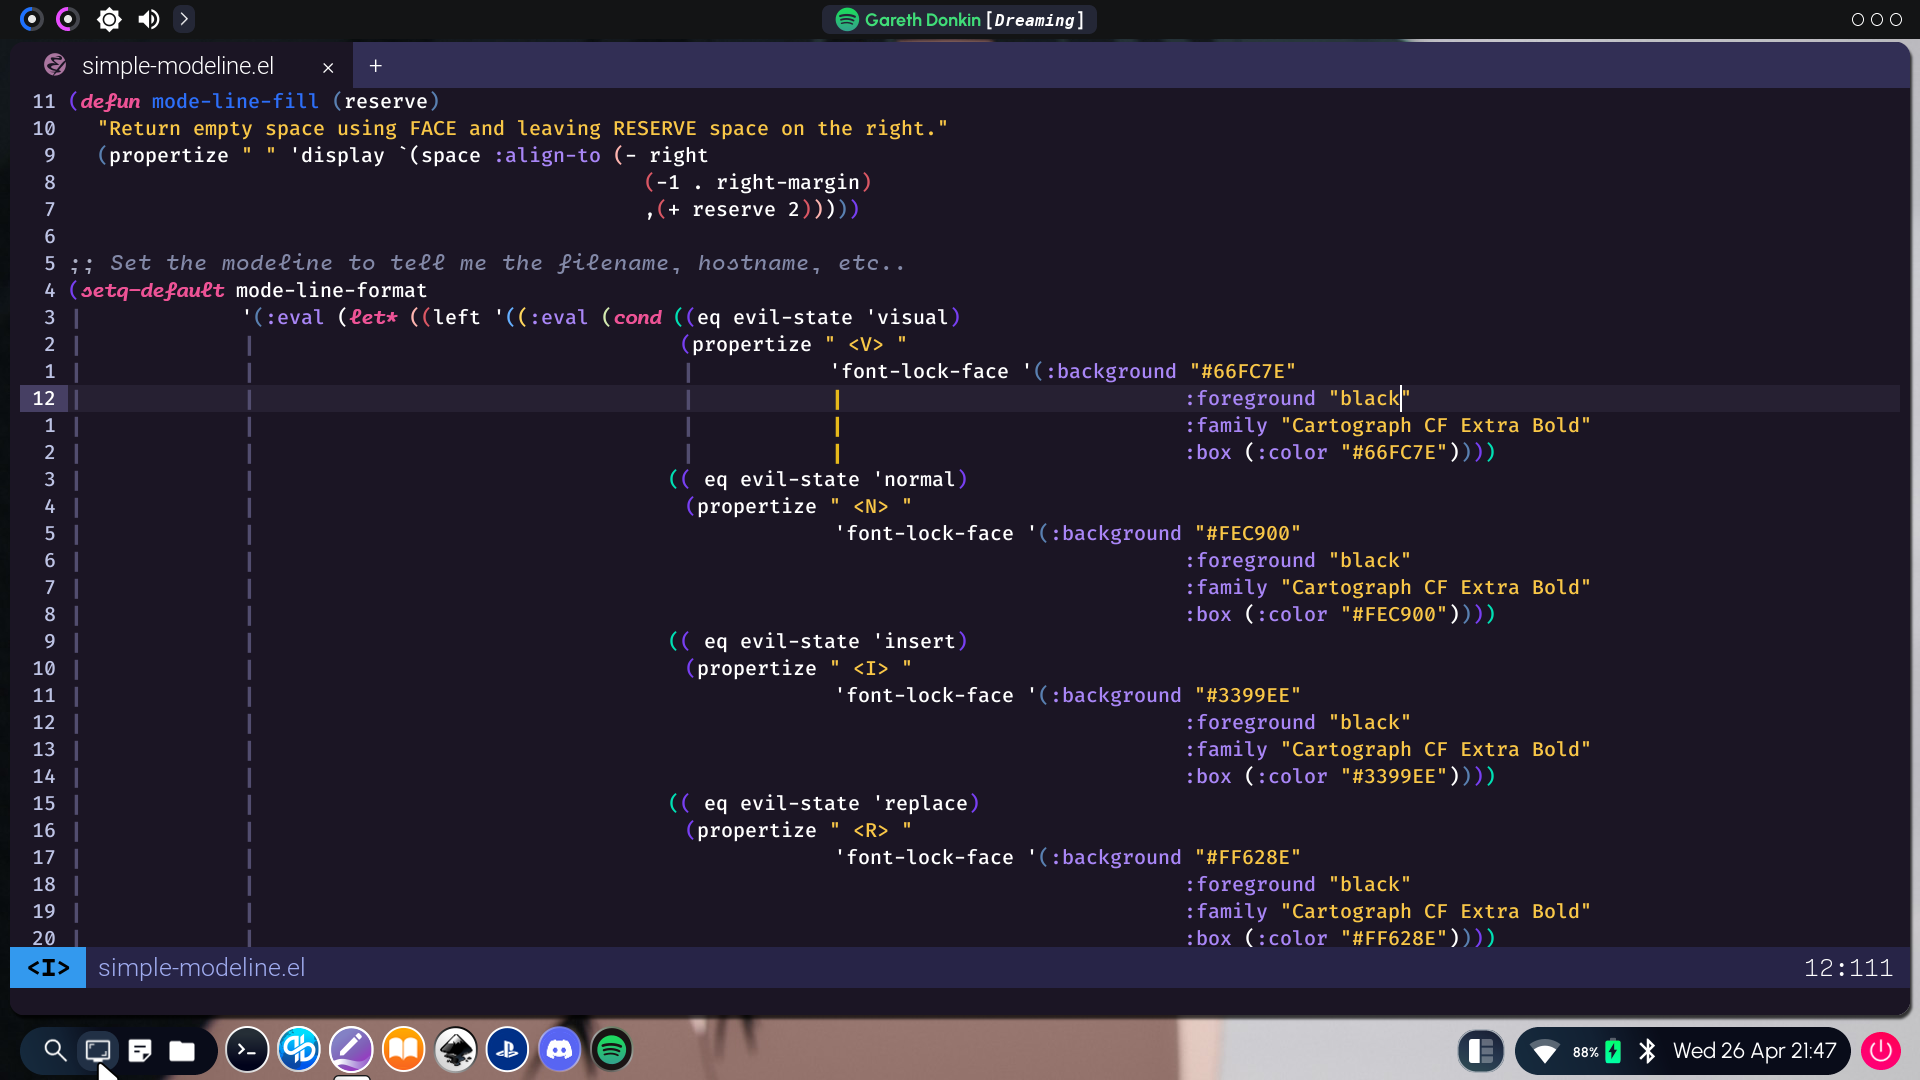 Gareth Donkin [Dreaming]
simple-modeline.el × +
11 (defun mode-line-fill (reserve)
10 "Return empty space using FACE and leaving RESERVE space on the right."
9 (propertize " " 'display `(space :align-to (- right
8 (-1 . right-margin)
7 ,(+ reserve 2)))))
6
5 ;; Set the modeline to tell me the filename, hostname, etc..
4 (setq-default mode-line-format
3 '(:eval (let* ((left '((:eval (cond ((eq evil-state 'visual)
2 (propertize " <V> "
1 'font-lock-face '(:background "#66FC7E"
12 :foreground "black"
1 :family "Cartograph CF Extra Bold"
2 :box (:color "#66FC7E"))))
3 (( eq evil-state 'normal)
4 (propertize " <N> "
5 'font-lock-face '(:background "#FEC900"
6 :foreground "black"
7 :family "Cartograph CF Extra Bold"
8 :box (:color "#FEC900"))))
9 (( eq evil-state 'insert)
10 (propertize " <I> "
11 'font-lock-face '(:background "#3399EE"
12 :foreground "black"
13 :family "Cartograph CF Extra Bold"
14 :box (:color "#3399EE"))))
15 (( eq evil-state 'replace)
16 (propertize " <R> "
17 'font-lock-face '(:background "#FF628E"
18 :foreground "black"
19 :family "Cartograph CF Extra Bold"
20 :box (:color "#FF628E"))))
<I> simple-modeline.el 12:111
88% Wed 26 Apr 21:47